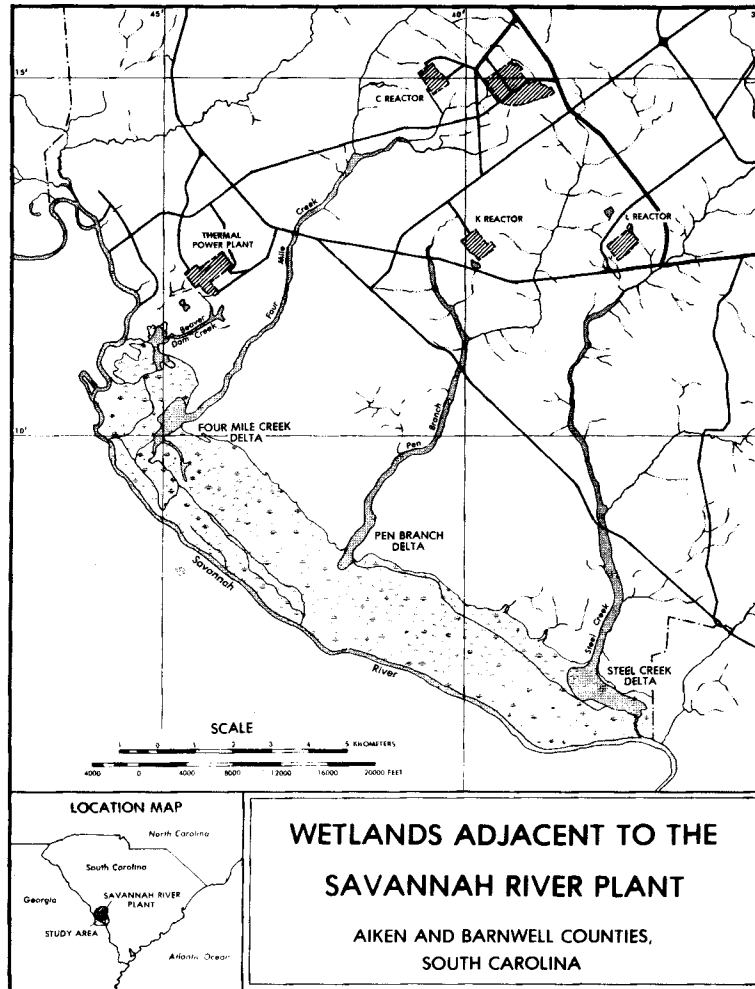 45'
40'
15'
C REACTOR
K REACTOR
L REACTOR
THERMAL
POWER PLANT
Four Mile Creek
Beaver
Dam Creek
10'
FOUR MILE CREEK
DELTA
Pen Branch
PEN BRANCH
DELTA
Savannah
River
Steel Creek
STEEL CREEK
DELTA
SCALE
1 0 1 2 3 4 5 KILOMETERS
4000 0 4000 8000 12000 16000 20000 FEET
LOCATION MAP
North Carolina
South Carolina
Georgia
SAVANNAH RIVER
PLANT
STUDY AREA
Atlantic Ocean
WETLANDS ADJACENT TO THE
SAVANNAH RIVER PLANT
AIKEN AND BARNWELL COUNTIES,
SOUTH CAROLINA